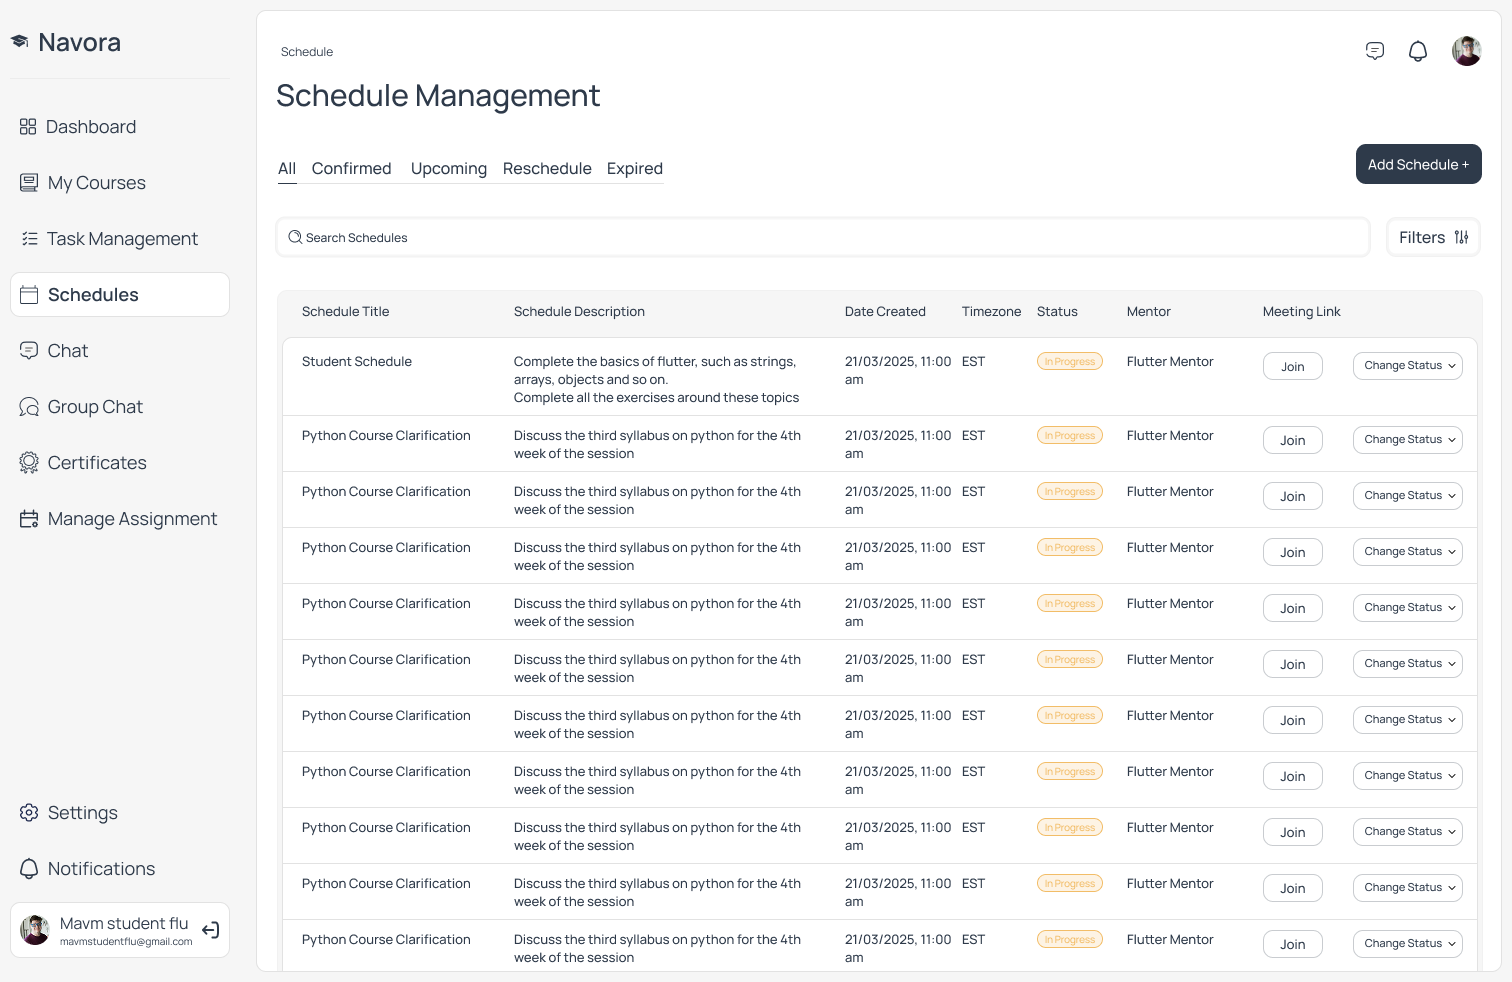 Navora
Dashboard
My Courses
Task Management
Schedules
Chat
Group Chat
Certificates
Manage Assignment
Settings
Notifications
Mavm student flu
mavmstudentflu@gmail.com
Schedule
Schedule Management
All Confirmed Upcoming Reschedule Expired
Add Schedule +
Search Schedules
Filters
Schedule Title Schedule Description Date Created Timezone Status Mentor Meeting Link
Student Schedule Complete the basics of flutter, such as strings, 21/03/2025, 11:00 EST In Progress Flutter Mentor Join Change Status
arrays, objects and so on. am
Complete all the exercises around these topics
Python Course Clarification Discuss the third syllabus on python for the 4th 21/03/2025, 11:00 EST In Progress Flutter Mentor Join Change Status
week of the session am
Python Course Clarification Discuss the third syllabus on python for the 4th 21/03/2025, 11:00 EST In Progress Flutter Mentor Join Change Status
week of the session am
Python Course Clarification Discuss the third syllabus on python for the 4th 21/03/2025, 11:00 EST In Progress Flutter Mentor Join Change Status
week of the session am
Python Course Clarification Discuss the third syllabus on python for the 4th 21/03/2025, 11:00 EST In Progress Flutter Mentor Join Change Status
week of the session am
Python Course Clarification Discuss the third syllabus on python for the 4th 21/03/2025, 11:00 EST In Progress Flutter Mentor Join Change Status
week of the session am
Python Course Clarification Discuss the third syllabus on python for the 4th 21/03/2025, 11:00 EST In Progress Flutter Mentor Join Change Status
week of the session am
Python Course Clarification Discuss the third syllabus on python for the 4th 21/03/2025, 11:00 EST In Progress Flutter Mentor Join Change Status
week of the session am
Python Course Clarification Discuss the third syllabus on python for the 4th 21/03/2025, 11:00 EST In Progress Flutter Mentor Join Change Status
week of the session am
Python Course Clarification Discuss the third syllabus on python for the 4th 21/03/2025, 11:00 EST In Progress Flutter Mentor Join Change Status
week of the session am
Python Course Clarification Discuss the third syllabus on python for the 4th 21/03/2025, 11:00 EST In Progress Flutter Mentor Join Change Status
week of the session am